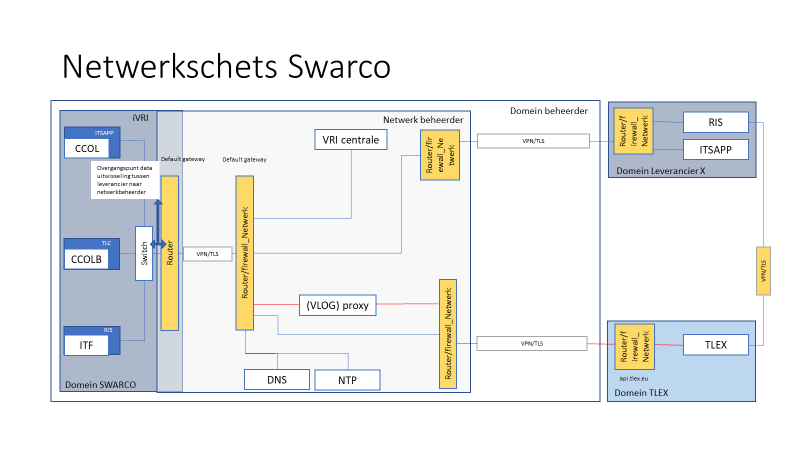 Netwerkschets Swarco
iVRI
Domein beheerder
Netwerk beheerder
ITSAPP
CCOL
Overgangspunt data
uitwisseling tussen
leverancier naar
netwerkbeheerder
Default gateway
Default gateway
VRI centrale
Router/fir
ewall_Ne
twerk
VPN/TLS
Router/f
irewall_
Netwerk
RIS
ITSAPP
Domein Leverancier X
TLC
CCOLB
Switch
Router
VPN/TLS
Router/firewall_Netwerk
VPN/TLS
(VLOG) proxy
Router/firewall_Netwerk
RIS
ITF
Domein SWARCO
DNS
NTP
VPN/TLS
Router/f
irewall_
Netwerk
TLEX
api.tlex.eu
Domein TLEX